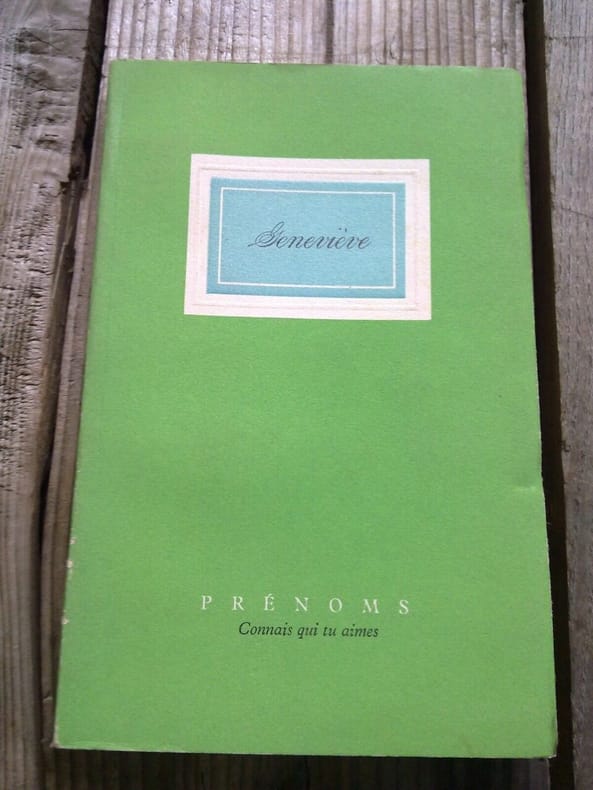 Geneviève
PRÉNOMS
Connais qui tu aimes